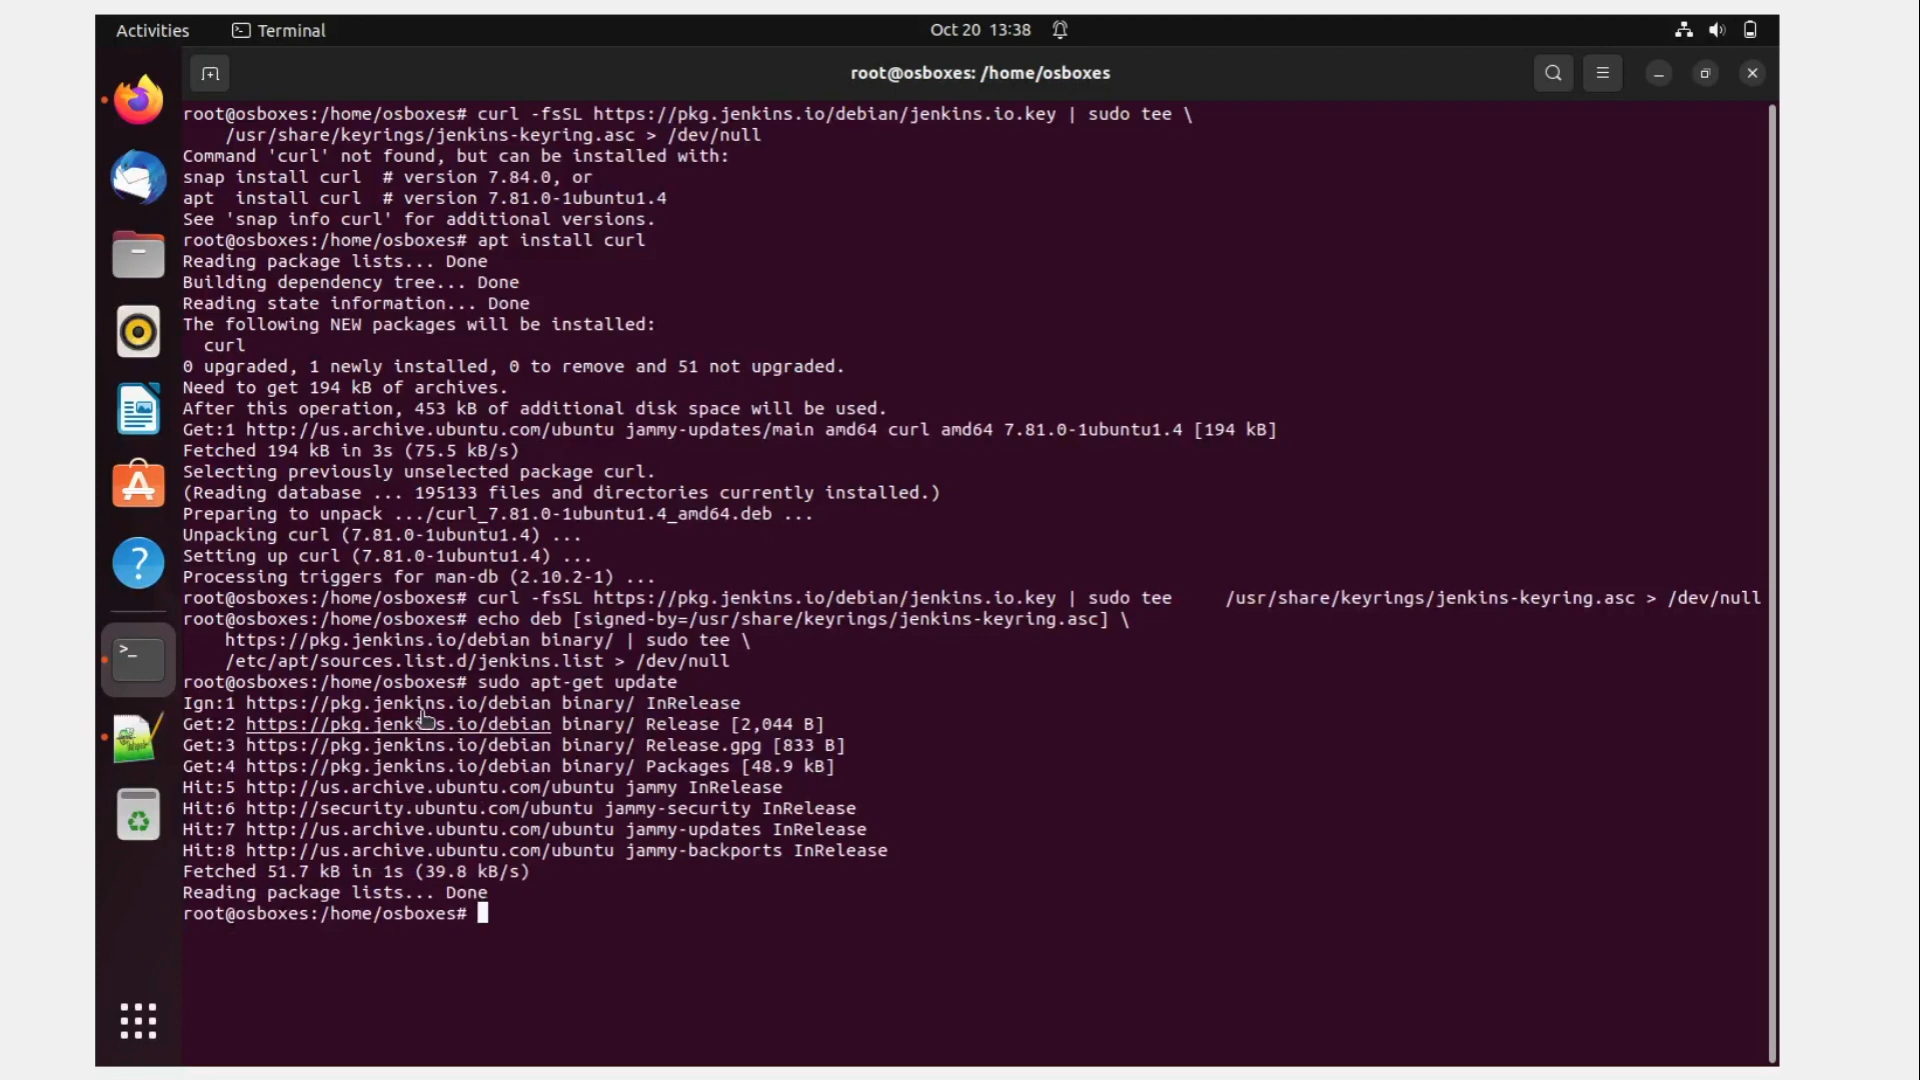 Activities
Terminal
Oct 20 13:38
root@osboxes: /home/osboxes
root@osboxes:/home/osboxes# curl -fsSL https://pkg.jenkins.io/debian/jenkins.io.key | sudo tee \
/usr/share/keyrings/jenkins-keyring.asc > /dev/null
Command 'curl' not found, but can be installed with:
snap install curl  # version 7.84.0, or
apt  install curl  # version 7.81.0-1ubuntu1.4
See 'snap info curl' for additional versions.
root@osboxes:/home/osboxes# apt install curl
Reading package lists... Done
Building dependency tree... Done
Reading state information... Done
The following NEW packages will be installed:
curl
0 upgraded, 1 newly installed, 0 to remove and 51 not upgraded.
Need to get 194 kB of archives.
After this operation, 453 kB of additional disk space will be used.
Get:1 http://us.archive.ubuntu.com/ubuntu jammy-updates/main amd64 curl amd64 7.81.0-1ubuntu1.4 [194 kB]
Fetched 194 kB in 3s (75.5 kB/s)
Selecting previously unselected package curl.
(Reading database ... 195133 files and directories currently installed.)
Preparing to unpack .../curl_7.81.0-1ubuntu1.4_amd64.deb ...
Unpacking curl (7.81.0-1ubuntu1.4) ...
Setting up curl (7.81.0-1ubuntu1.4) ...
Processing triggers for man-db (2.10.2-1) ...
root@osboxes:/home/osboxes# curl -fsSL https://pkg.jenkins.io/debian/jenkins.io.key | sudo tee     /usr/share/keyrings/jenkins-keyring.asc > /dev/null
root@osboxes:/home/osboxes# echo deb [signed-by=/usr/share/keyrings/jenkins-keyring.asc] \
https://pkg.jenkins.io/debian binary/ | sudo tee \
/etc/apt/sources.list.d/jenkins.list > /dev/null
root@osboxes:/home/osboxes# sudo apt-get update
Ign:1 https://pkg.jenkins.io/debian binary/ InRelease
Get:2 https://pkg.jenkins.io/debian binary/ Release [2,044 B]
Get:3 https://pkg.jenkins.io/debian binary/ Release.gpg [833 B]
Get:4 https://pkg.jenkins.io/debian binary/ Packages [48.9 kB]
Hit:5 http://us.archive.ubuntu.com/ubuntu jammy InRelease
Hit:6 http://security.ubuntu.com/ubuntu jammy-security InRelease
Hit:7 http://us.archive.ubuntu.com/ubuntu jammy-updates InRelease
Hit:8 http://us.archive.ubuntu.com/ubuntu jammy-backports InRelease
Fetched 51.7 kB in 1s (39.8 kB/s)
Reading package lists... Done
root@osboxes:/home/osboxes#